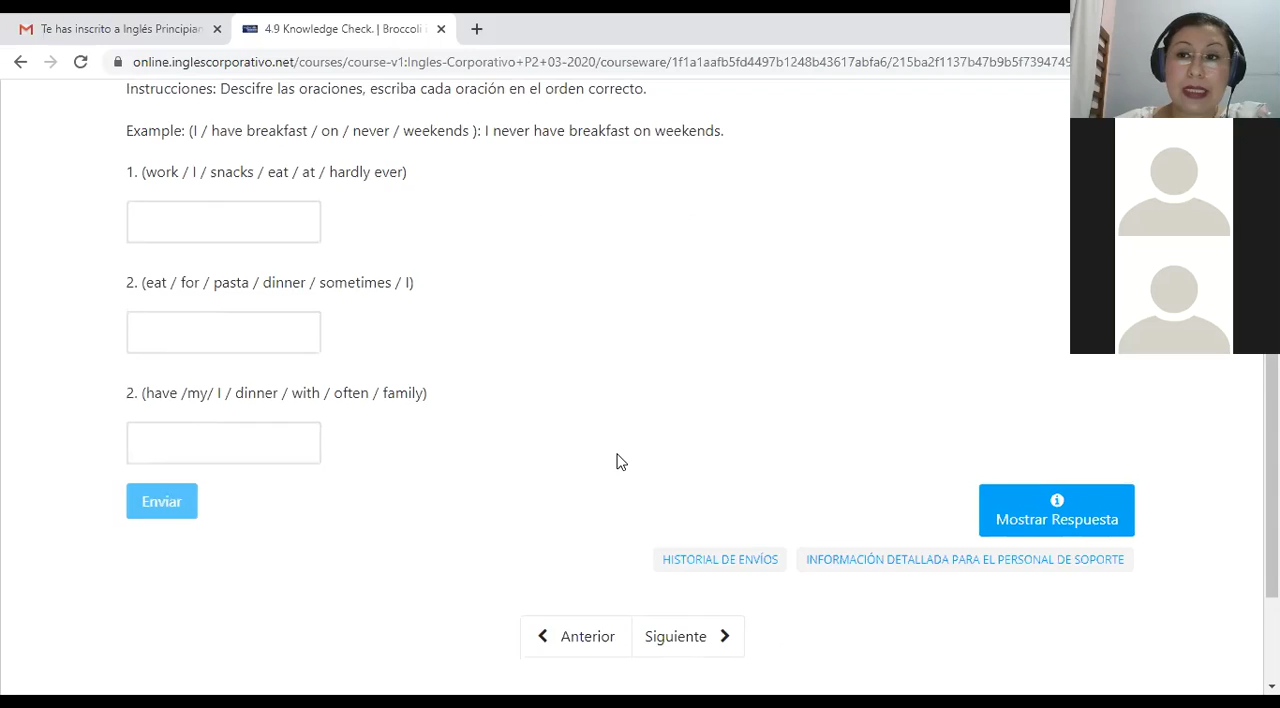 Te has inscrito a Inglés Principian
4.9 Knowledge Check. | Broccoli i
online.inglescorporativo.net/courses/course-v1:Ingles-Corporativo+P2+03-2020/courseware/1f1a1aafb5fd4497b1248b43617abfa6/215ba2f1137b47b9b5f7394749
Instrucciones: Descifre las oraciones, escriba cada oración en el orden correcto.
Example: (I / have breakfast / on / never / weekends ): I never have breakfast on weekends.
1. (work / I / snacks / eat / at / hardly ever)
2. (eat / for / pasta / dinner / sometimes / I)
2. (have /my/ I / dinner / with / often / family)
Enviar
Mostrar Respuesta
HISTORIAL DE ENVÍOS
INFORMACIÓN DETALLADA PARA EL PERSONAL DE SOPORTE
Anterior
Siguiente